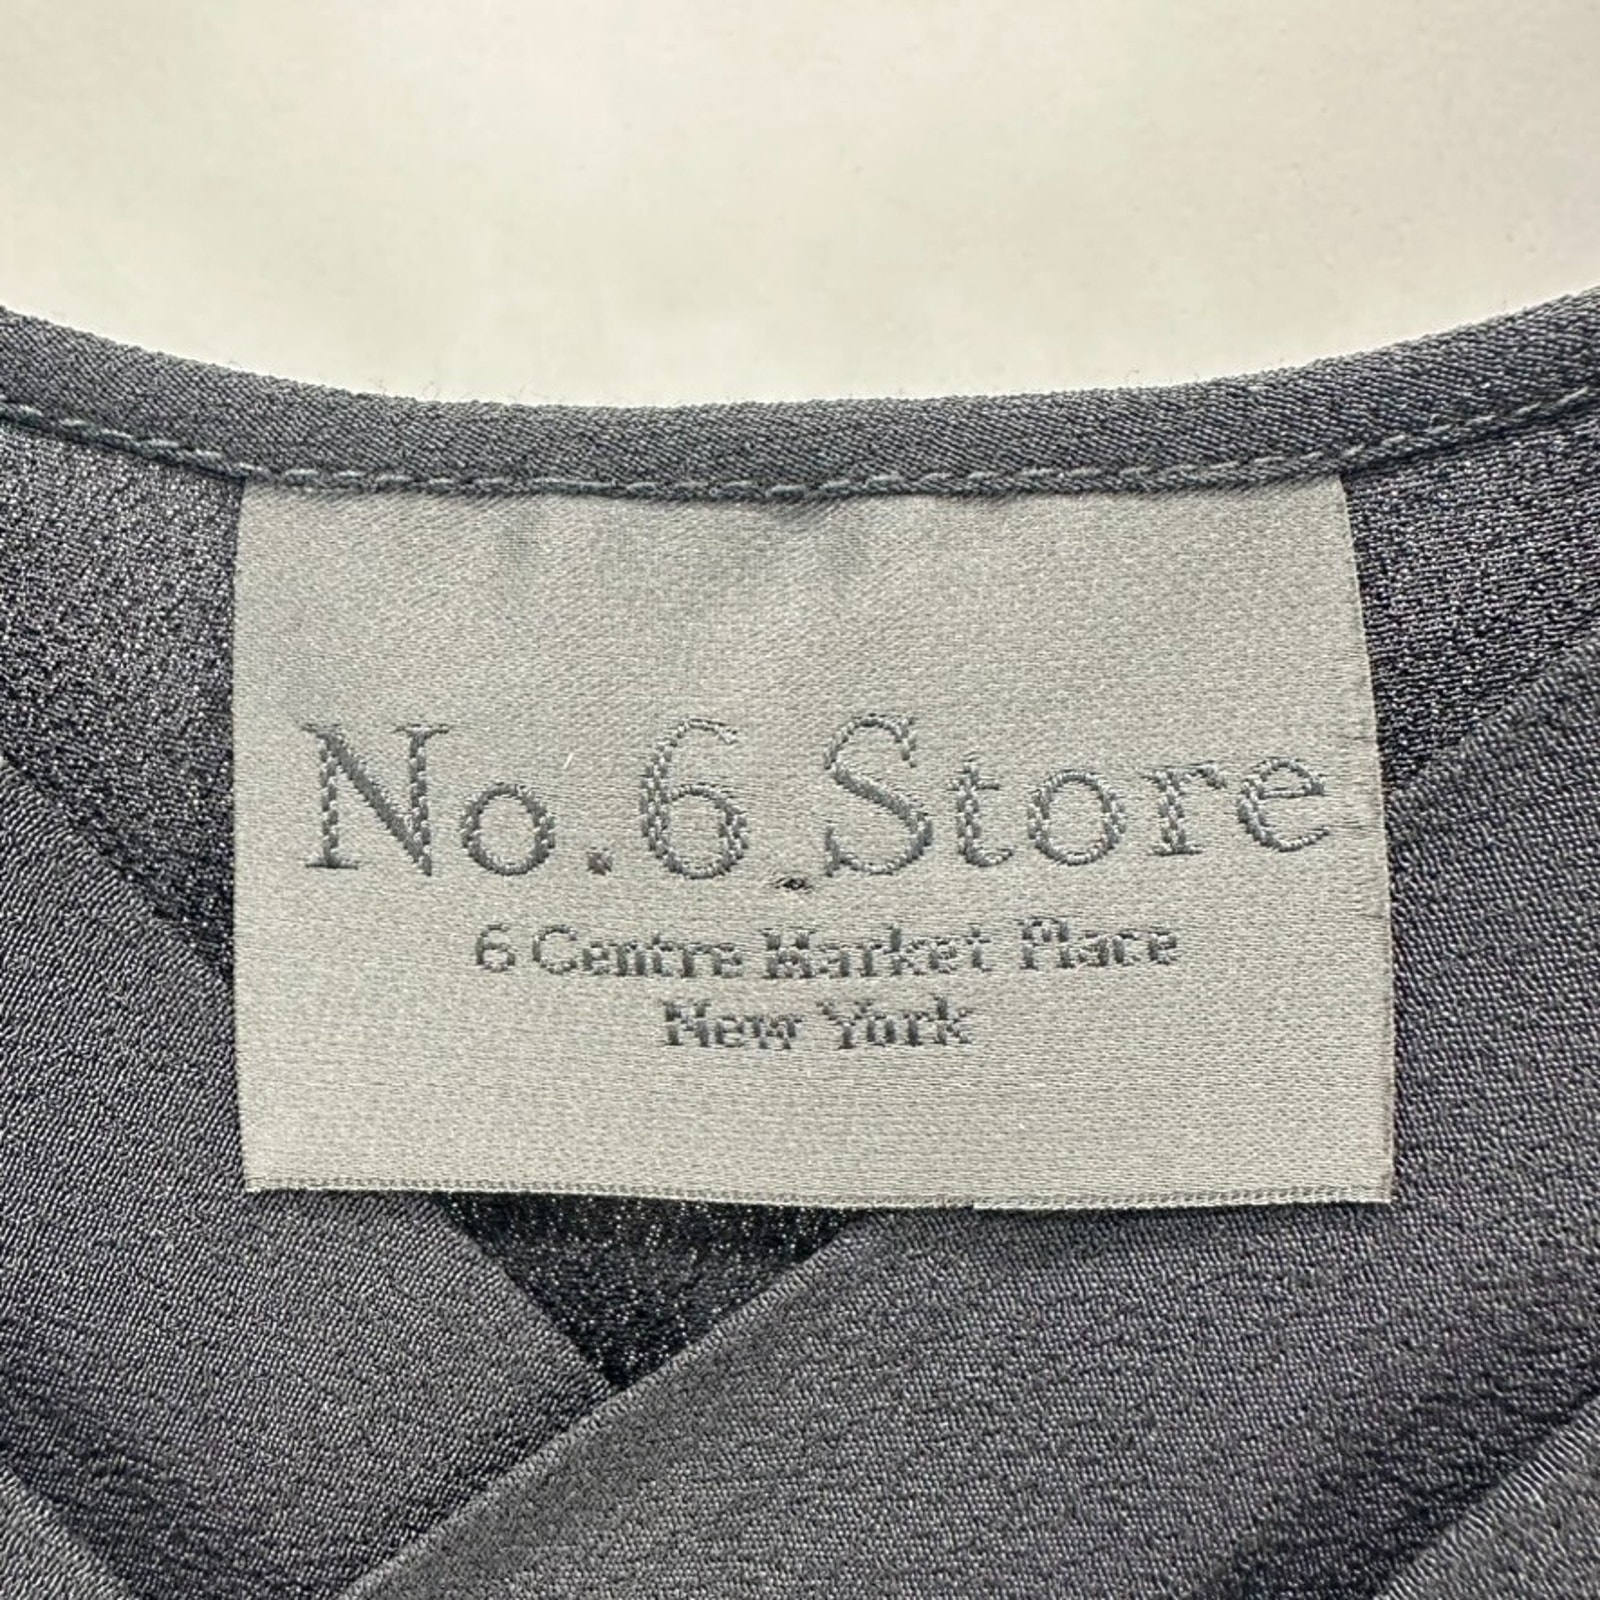 No.6 Store
6 Centre Market Place
New York